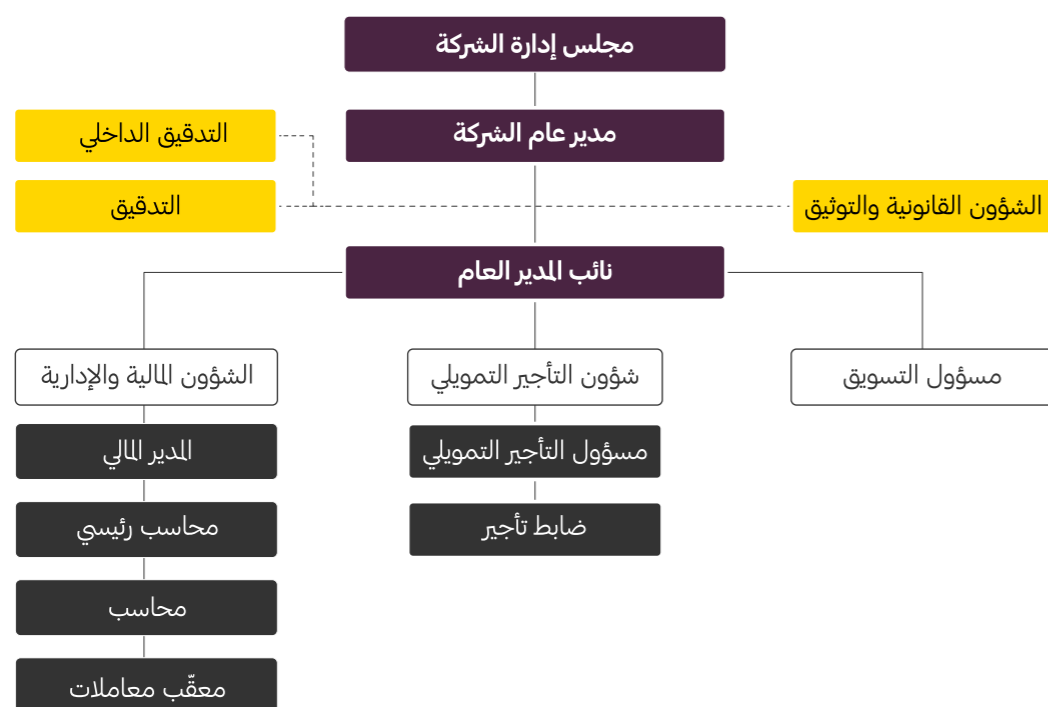 مجلس إدارة الشركة
مدير عام الشركة
التدقيق الداخلي
الشؤون القانونية والتوثيق
التدقيق
نائب المدير العام
مسؤول التسويق
شؤون التأجير التمويلي
الشؤون المالية والإدارية
مسؤول التأجير التمويلي
المدير المالي
ضابط تأجير
محاسب رئيسي
محاسب
معقّب معاملات